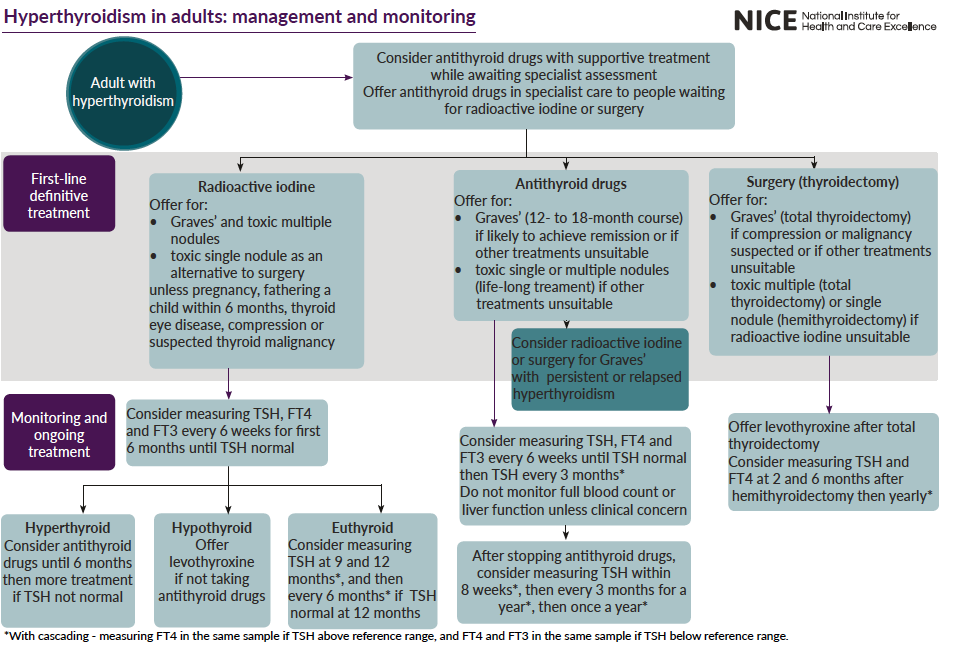 Hyperthyroidism in adults: management and monitoring
NICE National Institute for
Health and Care Excellence
Adult with
hyperthyroidism
Consider antithyroid drugs with supportive treatment
while awaiting specialist assessment
Offer antithyroid drugs in specialist care to people waiting
for radioactive iodine or surgery
First-line
definitive
treatment
Radioactive iodine
Offer for:
• Graves' and toxic multiple
nodules
• toxic single nodule as an
alternative to surgery
unless pregnancy, fathering a
child within 6 months, thyroid
eye disease, compression or
suspected thyroid malignancy
Antithyroid drugs
Offer for:
• Graves' (12- to 18-month course)
if likely to achieve remission or if
other treatments unsuitable
• toxic single or multiple nodules
(life-long treament) if other
treatments unsuitable
Surgery (thyroidectomy)
Offer for:
• Graves' (total thyroidectomy)
if compression or malignancy
suspected or if other treatments
unsuitable
• toxic multiple (total
thyroidectomy) or single
nodule (hemithyroidectomy) if
radioactive iodine unsuitable
Consider radioactive iodine
or surgery for Graves'
with persistent or relapsed
hyperthyroidism
Monitoring and
ongoing
treatment
Consider measuring TSH, FT4
and FT3 every 6 weeks for first
6 months until TSH normal
Consider measuring TSH, FT4 and
FT3 every 6 weeks until TSH normal
then TSH every 3 months*
Do not monitor full blood count or
liver function unless clinical concern
Offer levothyroxine after total
thyroidectomy
Consider measuring TSH and
FT4 at 2 and 6 months after
hemithyroidectomy then yearly*
Hyperthyroid
Consider antithyroid
drugs until 6 months
then more treatment
if TSH not normal
Hypothyroid
Offer
levothyroxine
if not taking
antithyroid drugs
Euthyroid
Consider measuring
TSH at 9 and 12
months*, and then
every 6 months* if TSH
normal at 12 months
After stopping antithyroid drugs,
consider measuring TSH within
8 weeks*, then every 3 months for a
year*, then once a year*
*With cascading - measuring FT4 in the same sample if TSH above reference range, and FT4 and FT3 in the same sample if TSH below reference range.